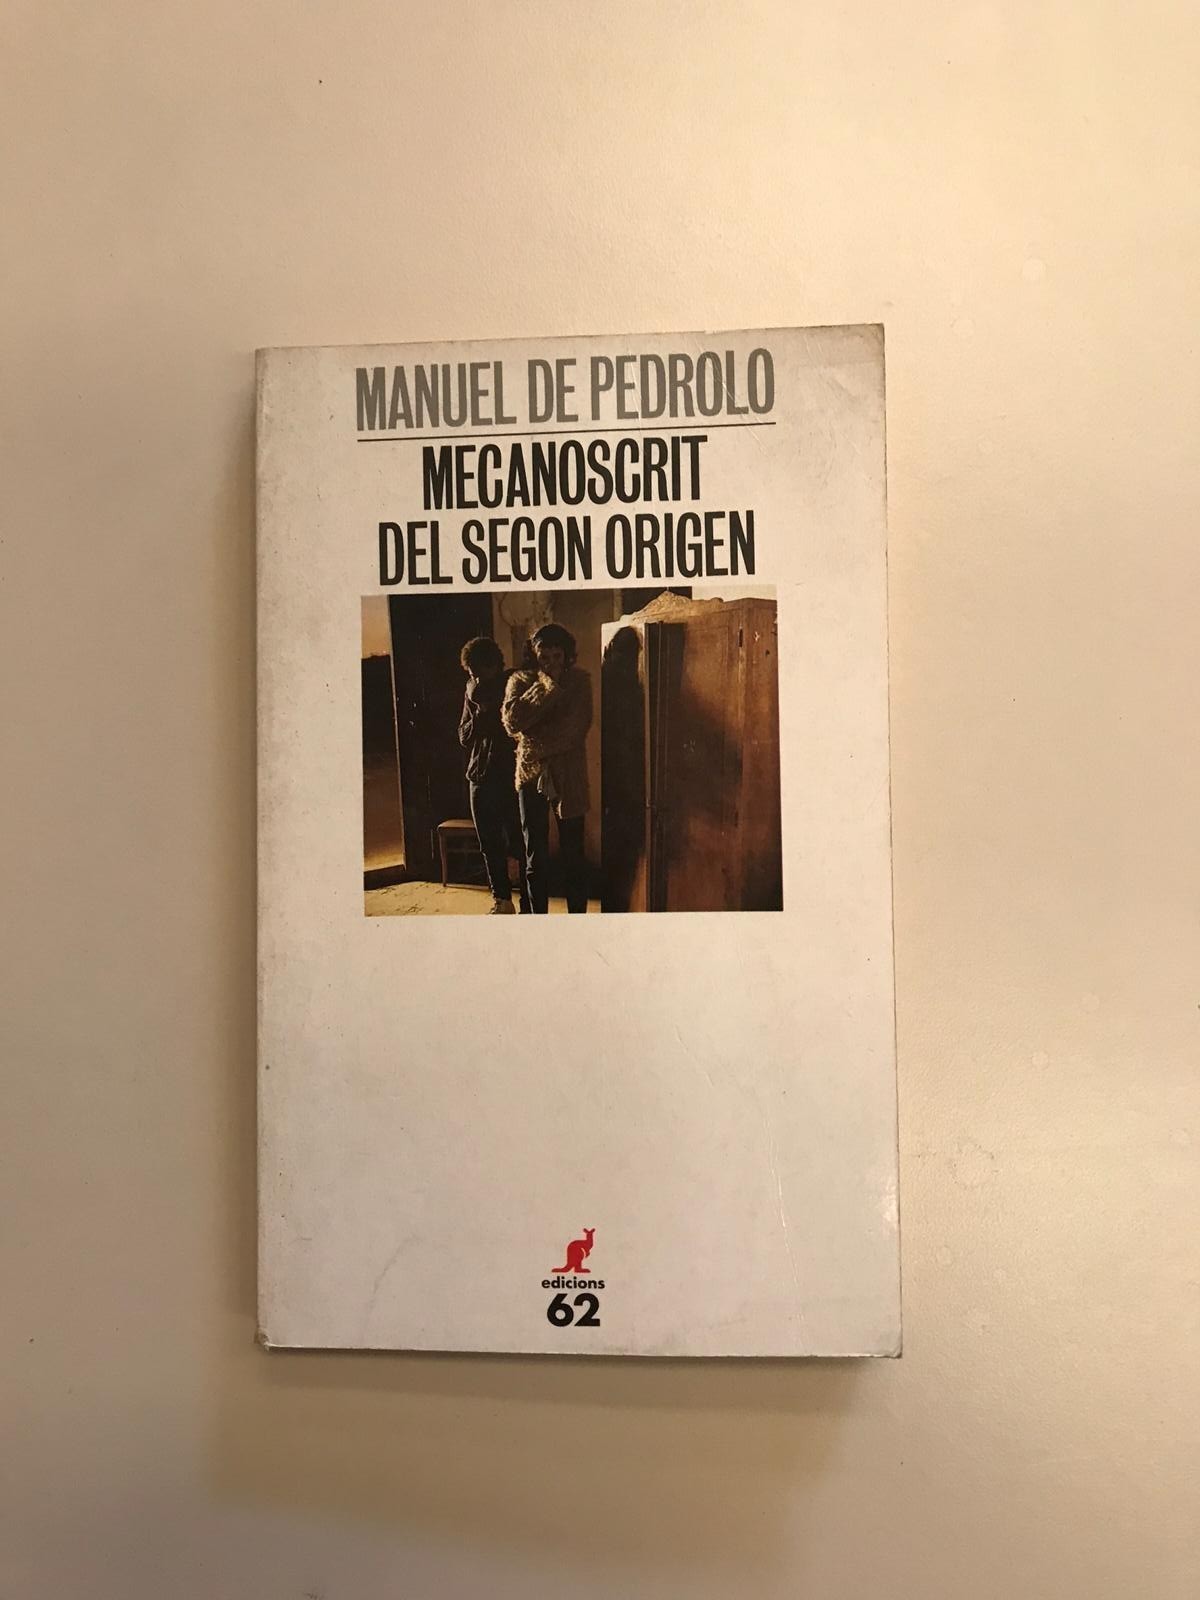 MANUEL DE PEDROLO
MECANOSCRIT
DEL SEGON ORIGEN
edicions
62